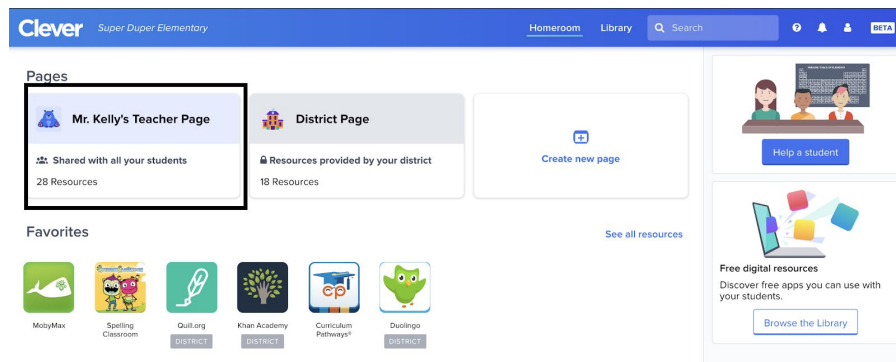 Clever Super Duper Elementary Homeroom Library Search BETA
Pages
Mr. Kelly's Teacher Page
Shared with all your students
28 Resources
District Page
Resources provided by your district
18 Resources
Create new page
Favorites
See all resources
MobyMax
Spelling
Classroom
Quill.org
DISTRICT
Khan Academy
DISTRICT
cp
Curriculum
Pathways®
Duolingo
DISTRICT
Help a student
Free digital resources
Discover free apps you can use with
your students.
Browse the Library